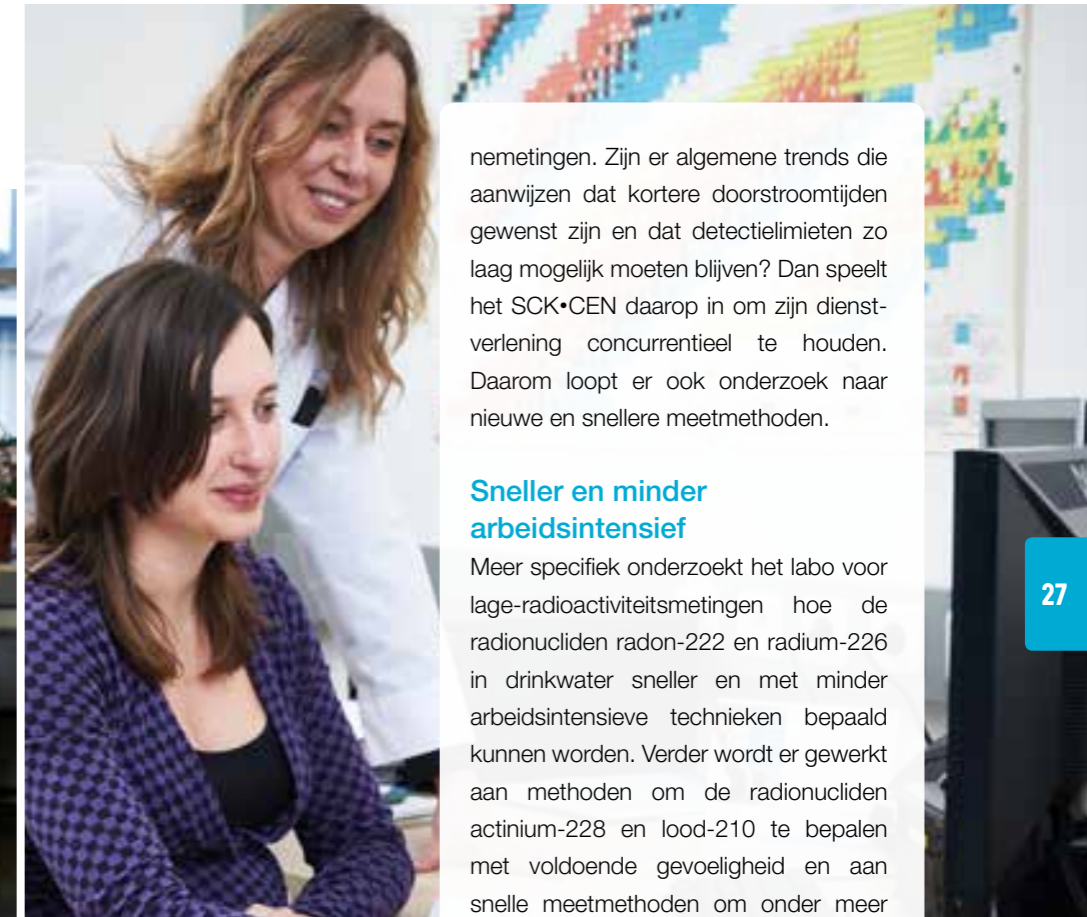 nemetingen. Zijn er algemene trends die
aanwijzen dat kortere doorstroomtijden
gewenst zijn en dat detectielimieten zo
laag mogelijk moeten blijven? Dan speelt
het SCK•CEN daarop in om zijn dienst-
verlening concurrentieel te houden.
Daarom loopt er ook onderzoek naar
nieuwe en snellere meetmethoden.
Sneller en minder
arbeidsintensief
Meer specifiek onderzoekt het labo voor
lage-radioactiviteitsmetingen hoe de
radionucliden radon-222 en radium-226
in drinkwater sneller en met minder
arbeidsintensieve technieken bepaald
kunnen worden. Verder wordt er gewerkt
aan methoden om de radionucliden
actinium-228 en lood-210 te bepalen
met voldoende gevoeligheid en aan
snelle meetmethoden om onder meer
27